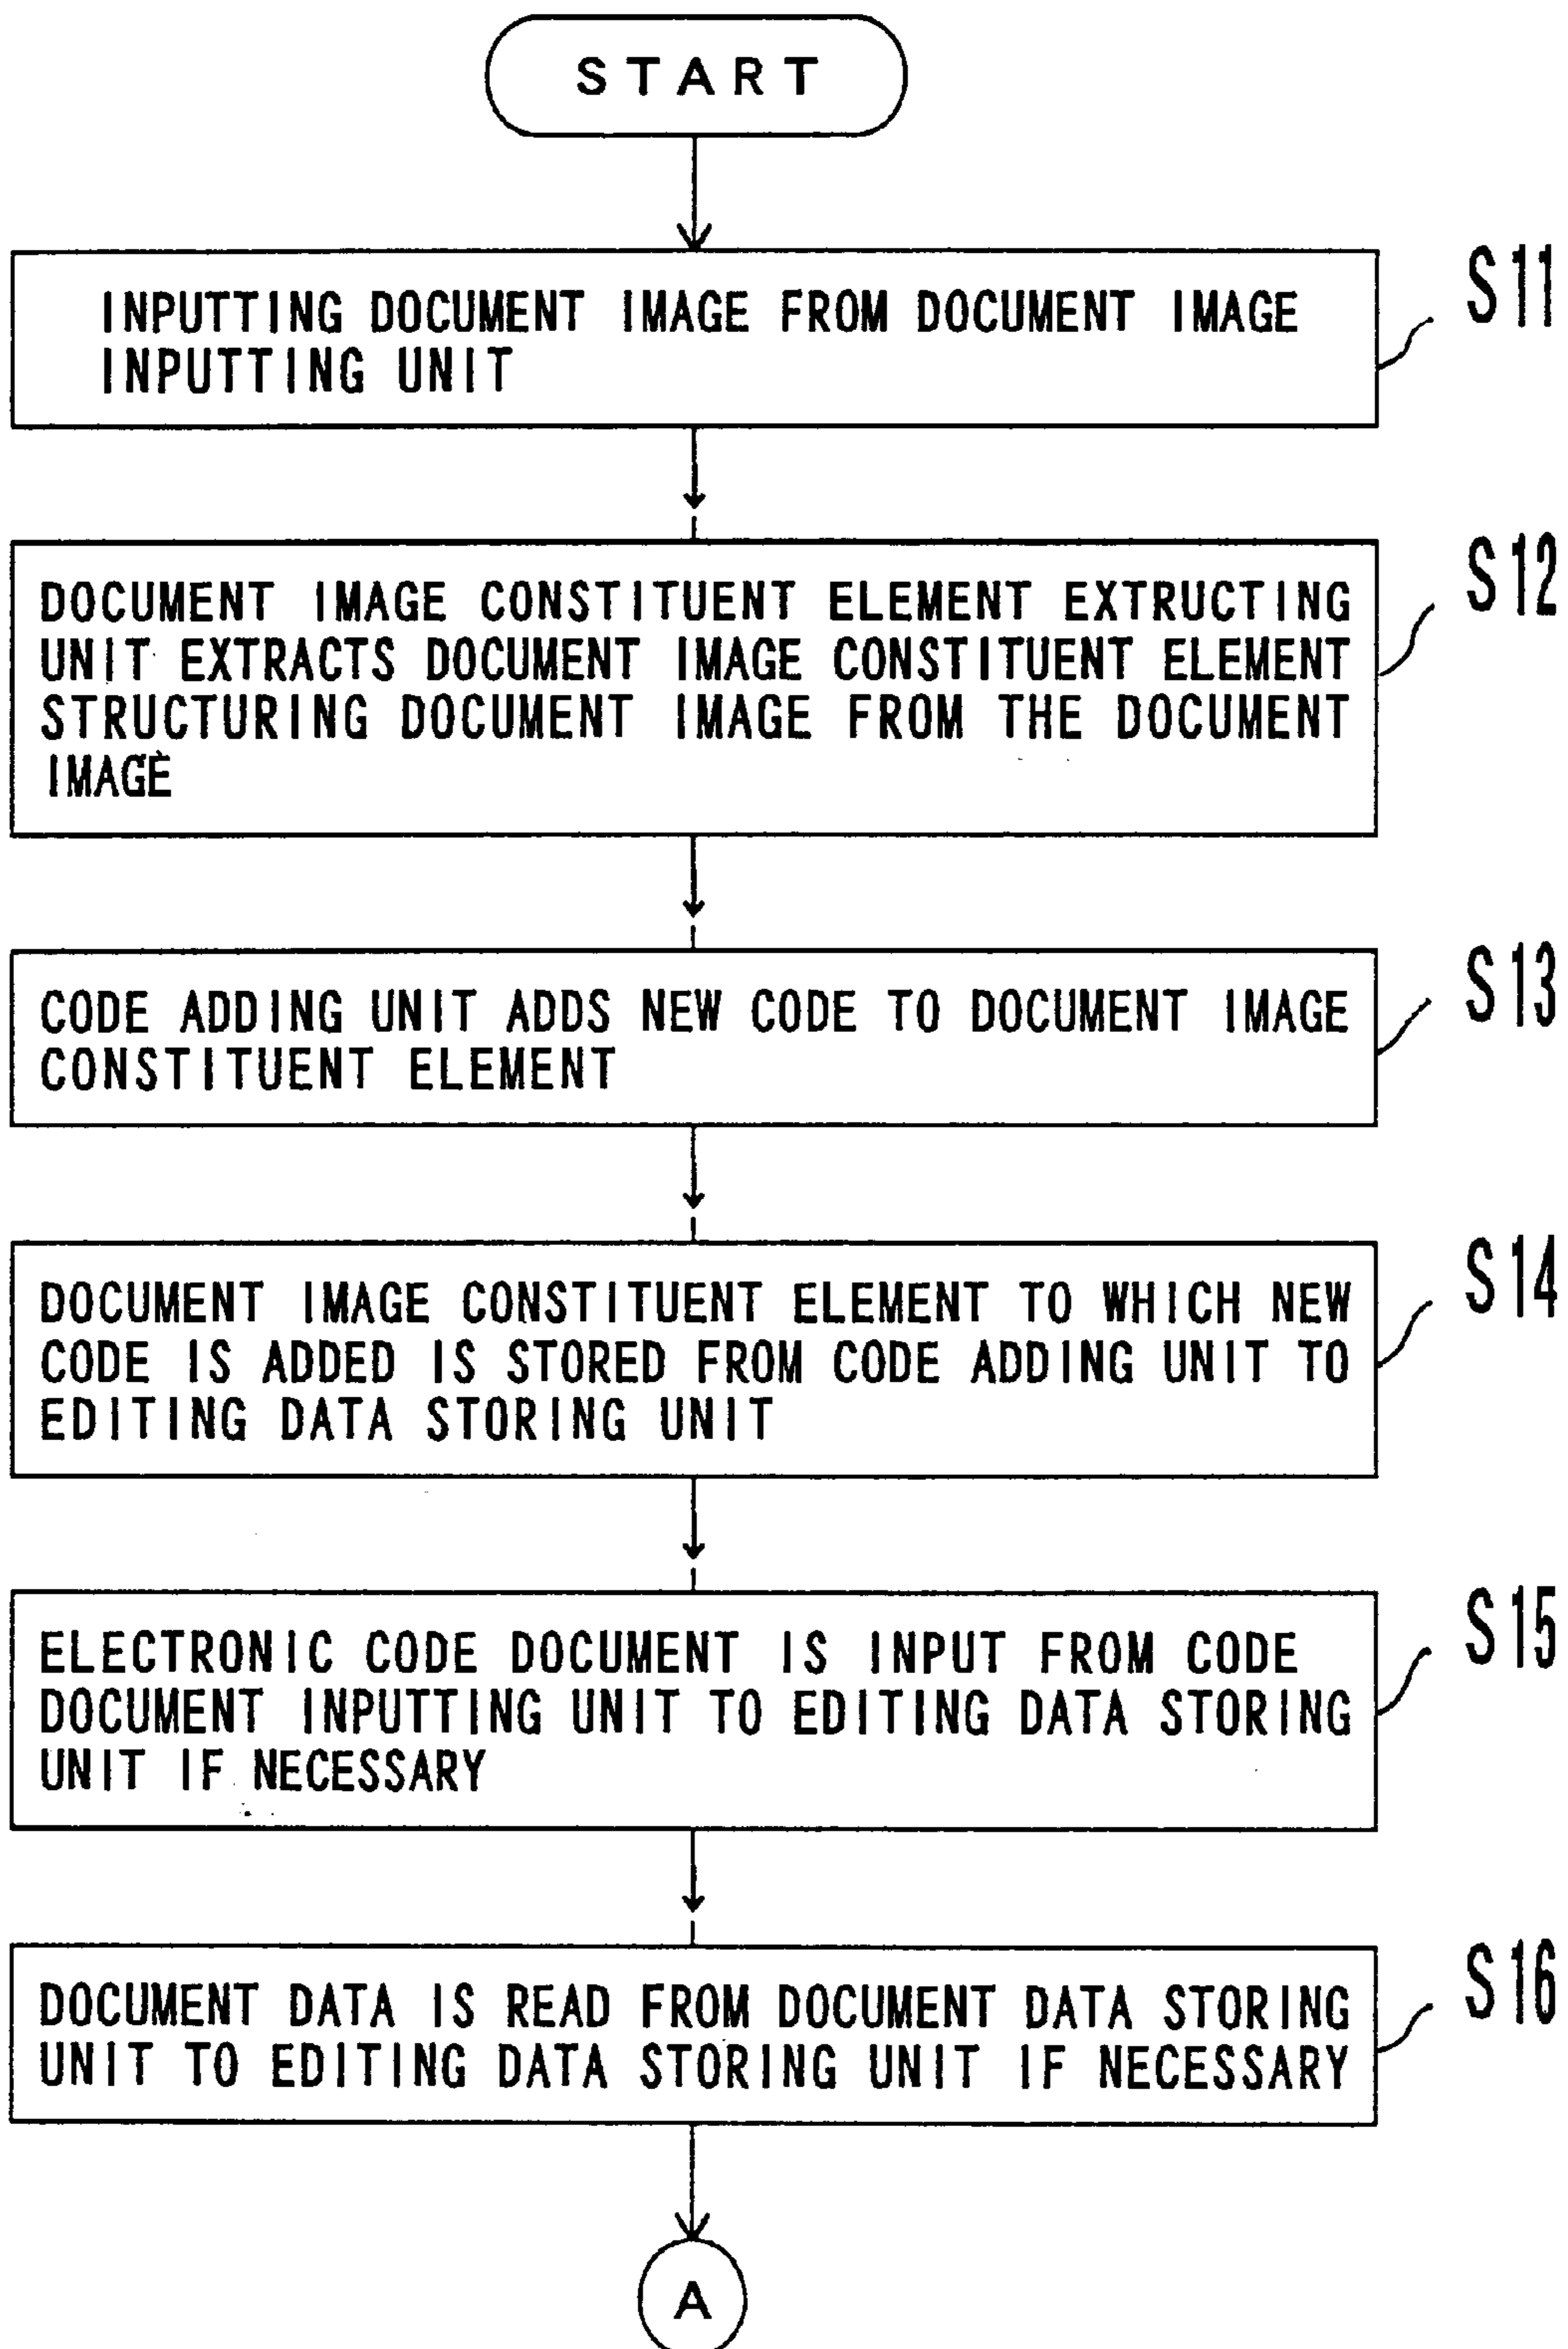 START
INPUTTING DOCUMENT IMAGE FROM DOCUMENT IMAGE
INPUTTING UNIT
S11
DOCUMENT IMAGE CONSTITUENT ELEMENT EXTRUCTING
UNIT EXTRACTS DOCUMENT IMAGE CONSTITUENT ELEMENT
STRUCTURING DOCUMENT IMAGE FROM THE DOCUMENT
IMAGE
S12
CODE ADDING UNIT ADDS NEW CODE TO DOCUMENT IMAGE
CONSTITUENT ELEMENT
S13
DOCUMENT IMAGE CONSTITUENT ELEMENT TO WHICH NEW
CODE IS ADDED IS STORED FROM CODE ADDING UNIT TO
EDITING DATA STORING UNIT
S14
ELECTRONIC CODE DOCUMENT IS INPUT FROM CODE
DOCUMENT INPUTTING UNIT TO EDITING DATA STORING
UNIT IF NECESSARY
S15
DOCUMENT DATA IS READ FROM DOCUMENT DATA STORING
UNIT TO EDITING DATA STORING UNIT IF NECESSARY
S16
A